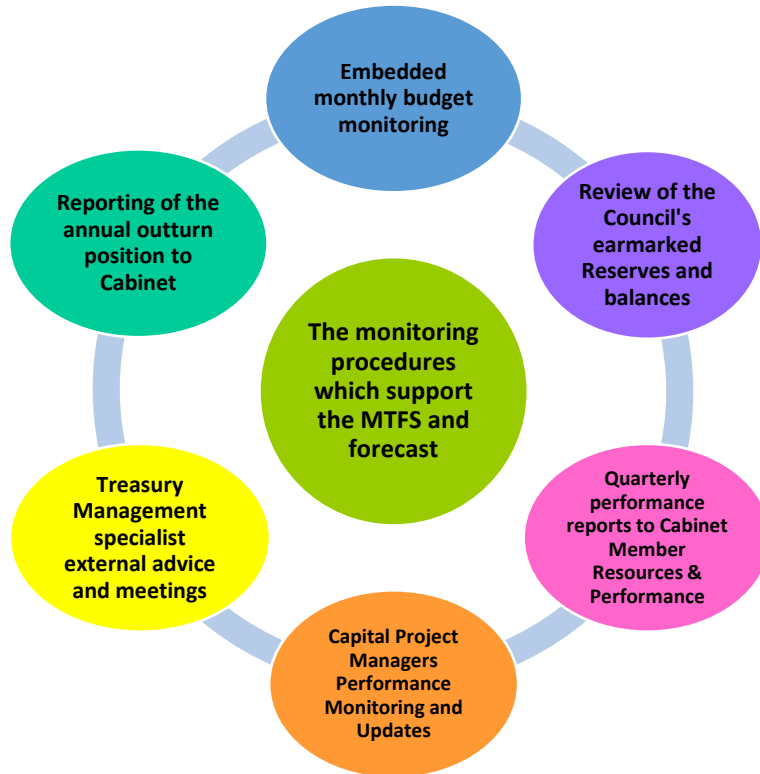 Embedded
monthly budget
monitoring
Review of the
Council's
earmarked
Reserves and
balances
Quarterly
performance
reports to Cabinet
Member
Resources &
Performance
Capital Project
Managers
Performance
Monitoring and
Updates
Treasury
Management
specialist
external advice
and meetings
Reporting of the
annual outturn
position to
Cabinet
The monitoring
procedures
which support
the MTFS and
forecast